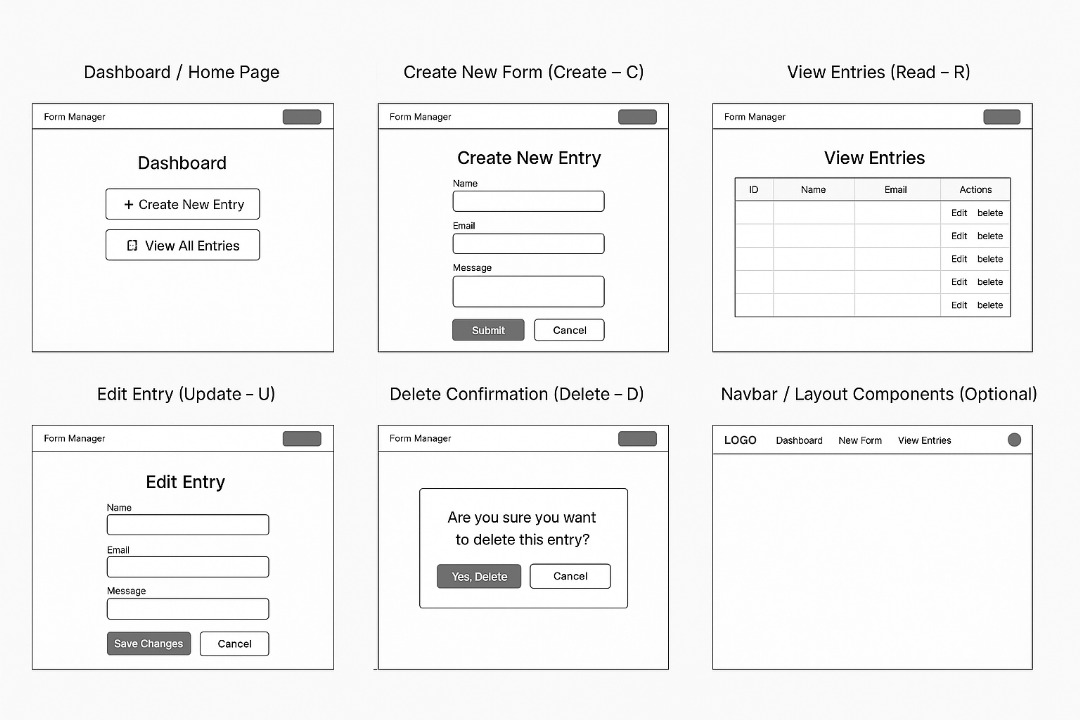 Dashboard / Home Page
Form Manager
Dashboard
+ Create New Entry
View All Entries
Create New Form (Create – C)
Form Manager
Create New Entry
Name
Email
Message
Submit Cancel
View Entries (Read – R)
Form Manager
View Entries
ID Name Email Actions
Edit belete
Edit belete
Edit belete
Edit belete
Edit belete
Edit Entry (Update – U)
Form Manager
Edit Entry
Name
Email
Message
Save Changes Cancel
Delete Confirmation (Delete – D)
Form Manager
Are you sure you want
to delete this entry?
Yes, Delete Cancel
Navbar / Layout Components (Optional)
LOGO Dashboard New Form View Entries